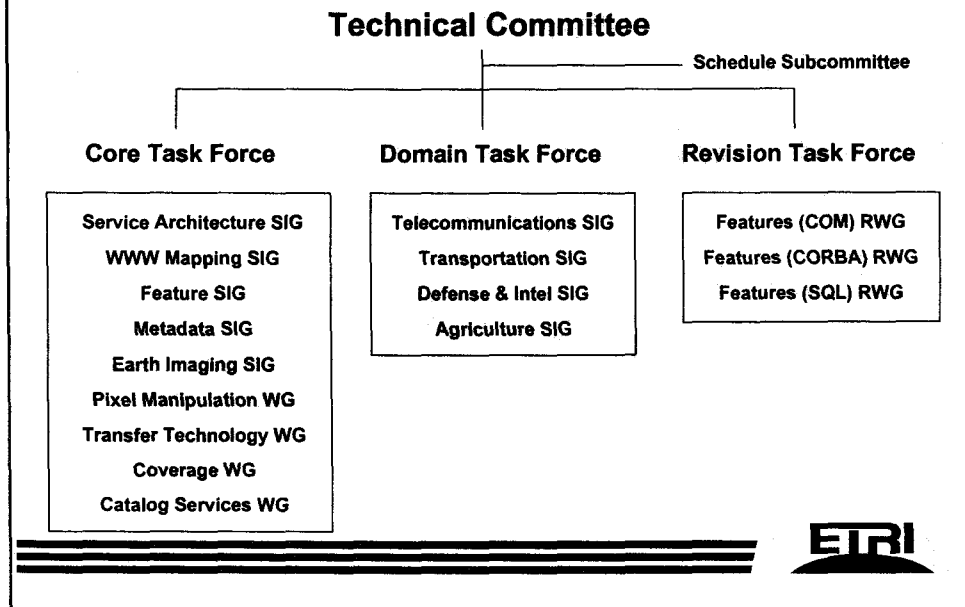 Technical Committee
Schedule Subcommittee
Core Task Force
Service Architecture SIG
WWW Mapping SIG
Feature SIG
Metadata SIG
Earth Imaging SIG
Pixel Manipulation WG
Transfer Technology WG
Coverage WG
Catalog Services WG
Domain Task Force
Telecommunications SIG
Transportation SIG
Defense & Intel SIG
Agriculture SIG
Revision Task Force
Features (COM) RWG
Features (CORBA) RWG
Features (SQL) RWG
ETRI